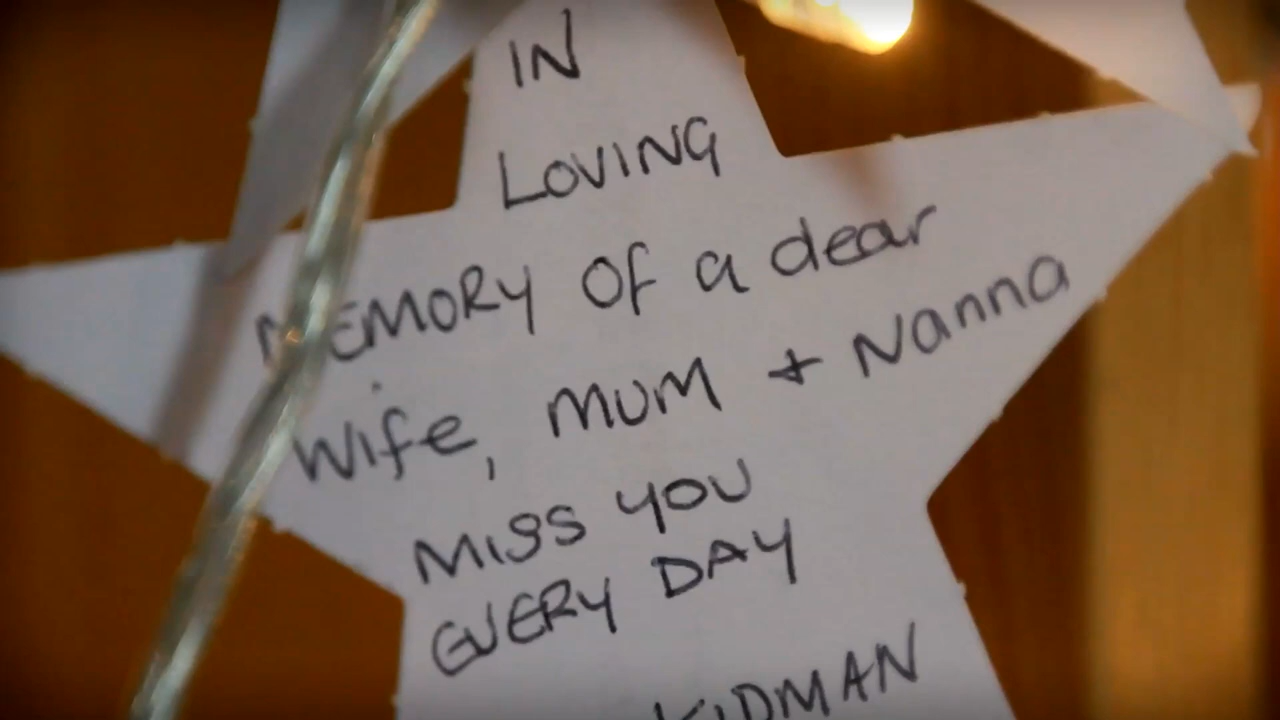 IN
LOVING
MEMORY OF a dear
Wife, MUM + Nanna
MISS YOU
EVERY DAY
KIDMAN